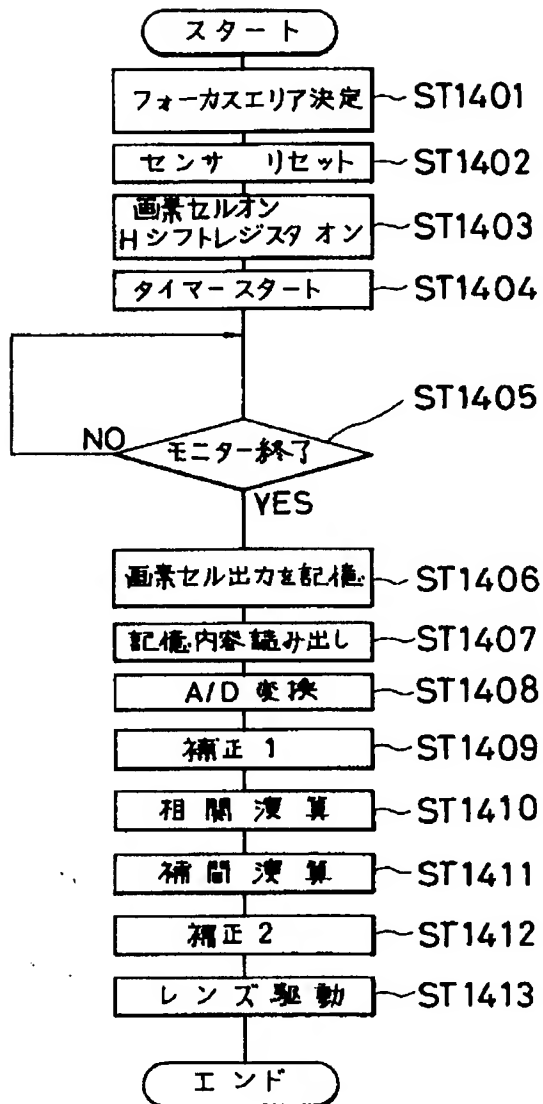 スタート
フォーカスエリア決定 ST1401
センサ リセット ST1402
画素セルオン
Hシフトレジスタ オン ST1403
タイマースタート ST1404
ST1405
NO モニター終了
YES
画素セル出力を記憶 ST1406
記憶内容読み出し ST1407
A/D 変換 ST1408
補正 1 ST1409
相関演算 ST1410
補間演算 ST1411
補正2 ST1412
レンズ駆動 ST1413
エンド